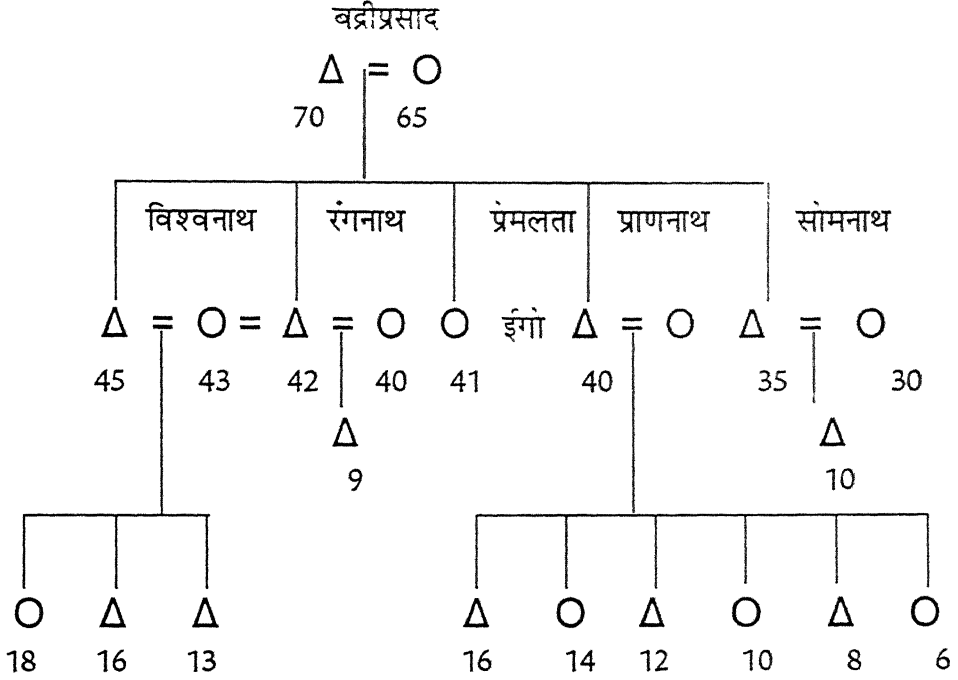 बद्रीप्रसाद
Δ = O
70 65
विश्वनाथ रंगनाथ प्रेमलता प्राणनाथ सोमनाथ
Δ = O = Δ = O O ईगो Δ = O Δ = O
45 43 42 40 41 40 35 30
Δ Δ
9 10
O Δ Δ Δ O Δ O Δ O
18 16 13 16 14 12 10 8 6